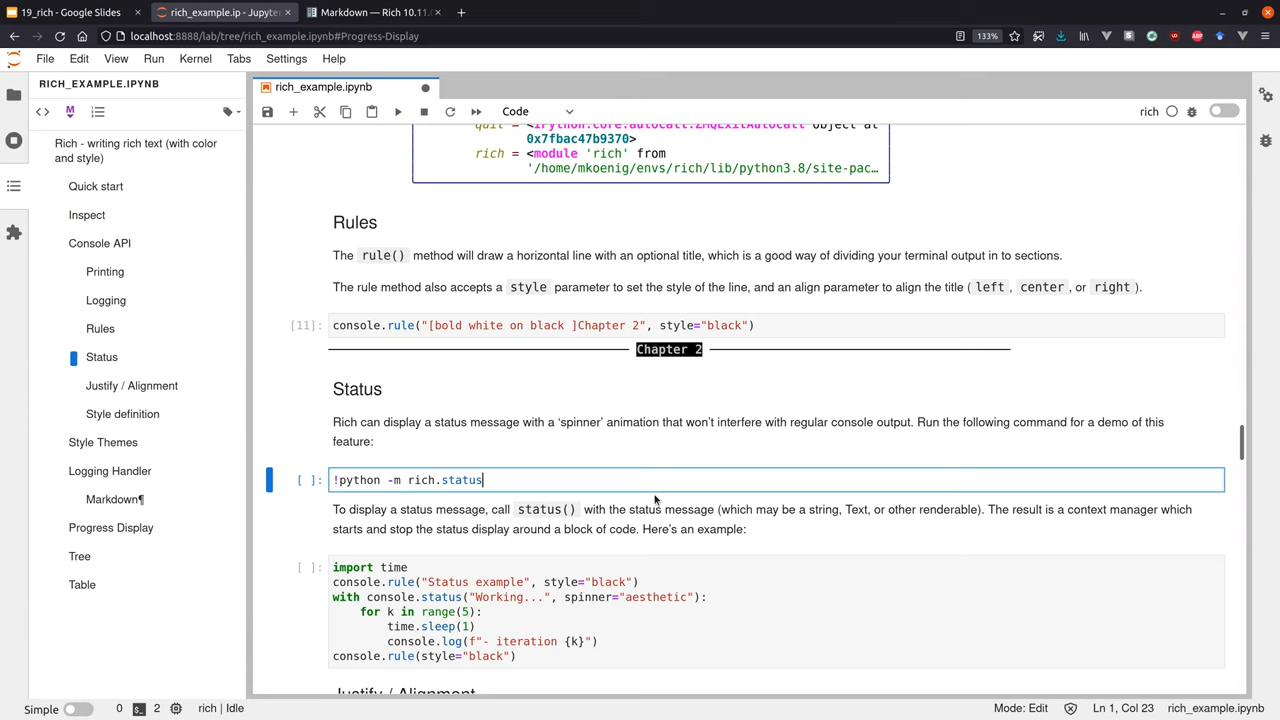 19_rich - Google Slides
rich_example.ip - Jupyte
Markdown — Rich 10.11.0
localhost:8888/lab/tree/rich_example.ipynb#Progress-Display
133%
File Edit View Run Kernel Tabs Settings Help
RICH_EXAMPLE.IPYNB
rich_example.ipynb
Code
rich
Rich - writing rich text (with color
and style)
Quick start
Inspect
Console API
Printing
Logging
Rules
Status
Justify / Alignment
Style definition
Style Themes
Logging Handler
Markdown¶
Progress Display
Tree
Table
quit = <IPython.core.autocall.ZMQExitAutocall object at
0x7fbac47b9370>
rich = <module 'rich' from
'/home/mkoenig/envs/rich/lib/python3.8/site-pac…
Rules
The rule() method will draw a horizontal line with an optional title, which is a good way of dividing your terminal output in to sections.
The rule method also accepts a style parameter to set the style of the line, and an align parameter to align the title ( left , center , or right ).
[11]: console.rule("[bold white on black ]Chapter 2", style="black")
Chapter 2
Status
Rich can display a status message with a ‘spinner’ animation that won’t interfere with regular console output. Run the following command for a demo of this
feature:
[ ]: !python -m rich.status
To display a status message, call status() with the status message (which may be a string, Text, or other renderable). The result is a context manager which
starts and stop the status display around a block of code. Here’s an example:
[ ]: import time
console.rule("Status example", style="black")
with console.status("Working...", spinner="aesthetic"):
for k in range(5):
time.sleep(1)
console.log(f"- iteration {k}")
console.rule(style="black")
Justify / Alignment
Simple 0 2 rich | Idle Mode: Edit Ln 1, Col 23 rich_example.ipynb